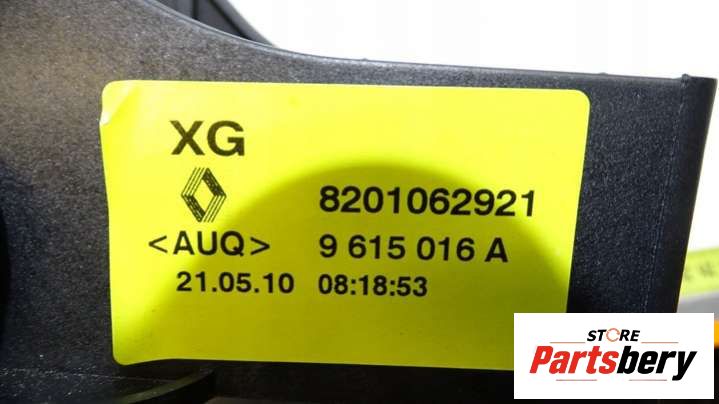 XG
8201062921
<AUQ> 9 615 016 A
21.05.10 08:18:53
STORE
Partsbery